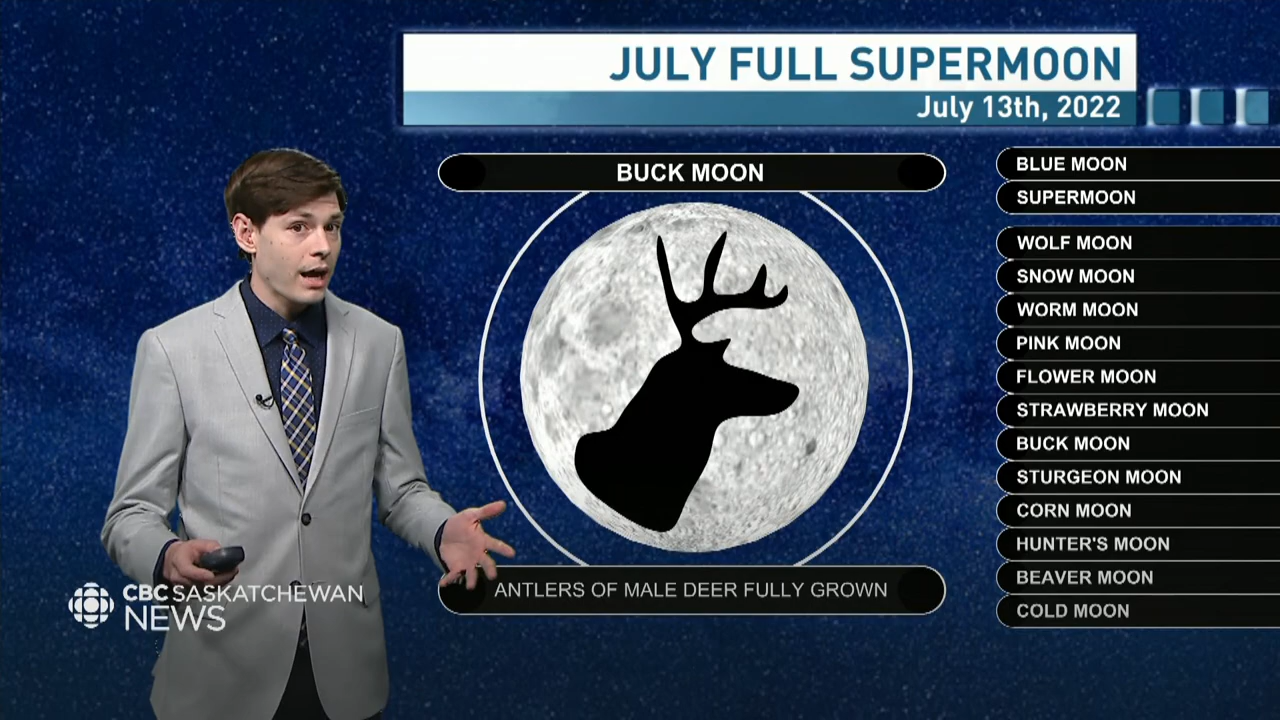 JULY FULL SUPERMOON
July 13th, 2022
BUCK MOON
ANTLERS OF MALE DEER FULLY GROWN
BLUE MOON
SUPERMOON
WOLF MOON
SNOW MOON
WORM MOON
PINK MOON
FLOWER MOON
STRAWBERRY MOON
BUCK MOON
STURGEON MOON
CORN MOON
HUNTER'S MOON
BEAVER MOON
COLD MOON
CBC SASKATCHEWAN
NEWS